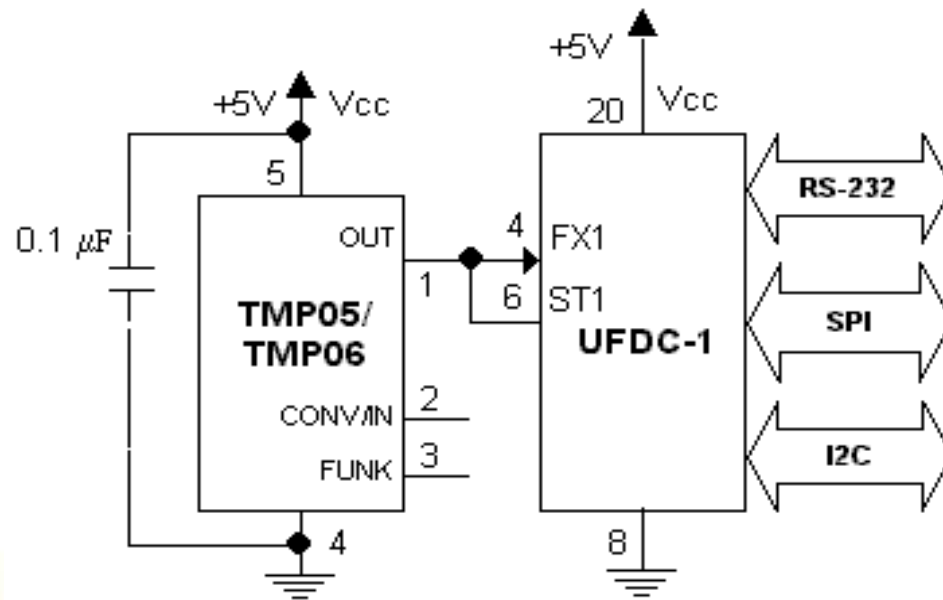 +5V
+5V Vcc
20 Vcc
5
0.1 µF
OUT
4
FX1
1
6
ST1
TMP05/
TMP06
UFDC-1
CONV/IN
2
FUNK
3
4
8
RS-232
SPI
I2C